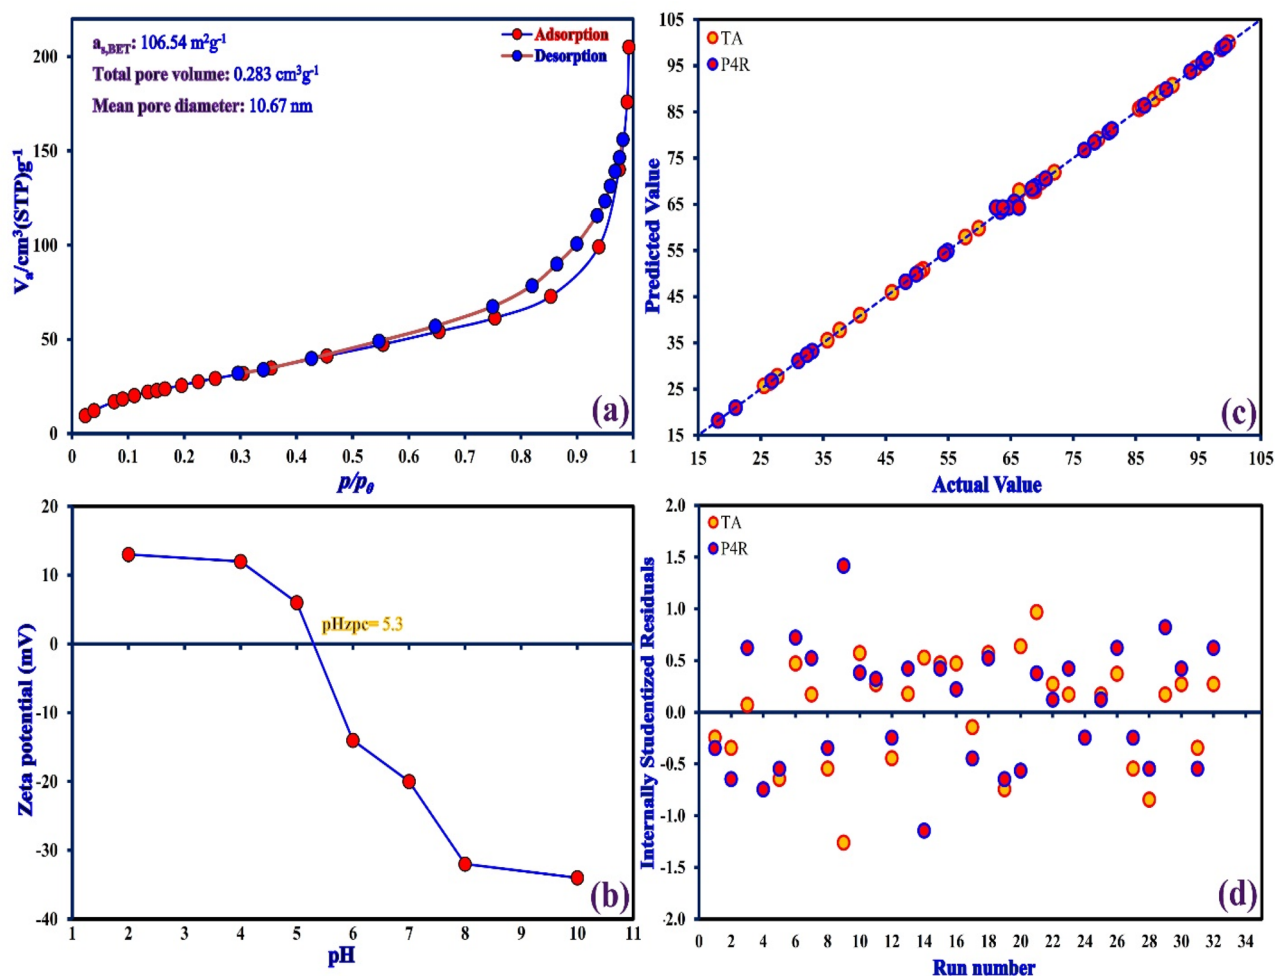 a_s,BET: 106.54 m²g⁻¹
Total pore volume: 0.283 cm³g⁻¹
Mean pore diameter: 10.67 nm
Adsorption
Desorption
Vₐ/cm³(STP)g⁻¹
200
150
100
50
0
0 0.1 0.2 0.3 0.4 0.5 0.6 0.7 0.8 0.9 1
p/p₀
(a)
TA
P4R
Predicted Value
105
95
85
75
65
55
45
35
25
15
15 25 35 45 55 65 75 85 95 105
Actual Value
(c)
Zeta potential (mV)
20
10
0
-10
-20
-30
-40
pHzpc= 5.3
1 2 3 4 5 6 7 8 9 10 11
pH
(b)
TA
P4R
Internally Studentized Residuals
2.0
1.5
1.0
0.5
0.0
-0.5
-1.0
-1.5
-2.0
0 2 4 6 8 10 12 14 16 18 20 22 24 26 28 30 32 34
Run number
(d)